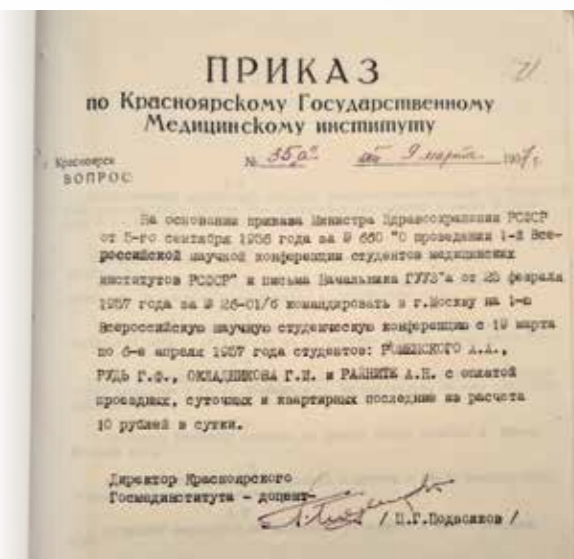 21
ПРИКАЗ
по Красноярскому Государственному
Медицинскому институту
г. Красноярск № 35а от 9 марта 1957 г.
ВОПРОС:
На основании приказа Министра Здравоохранения РСФСР
от 5-го сентября 1956 года за № 660 "О проведении 1-й Все-
российской научной конференции студентов медицинских
институтов РСФСР" и письма Начальника ГУУЗ"а от 28 февраля
1957 года за № 26-01/6 командировать в г.Москву на 1-ю
Всероссийскую научную студенческую конференцию с 19 марта
по 6-е апреля 1957 года студентов: А.А.,
РУДЬ Г.Ф., ОКЛАДНИКОВА Г.И. и А.Н. с оплатой
проездных, суточных и квартирных последние из расчета
10 рублей в сутки.
Директор Красноярского
Госмединститута - доцент-
/ П.Г.Подзолков /